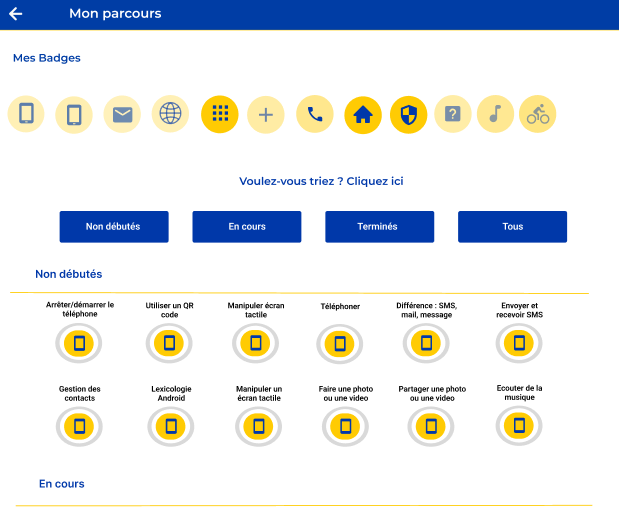 Mon parcours
Mes Badges
Voulez-vous triez ? Cliquez ici
Non débutés
En cours
Terminés
Tous
Non débutés
Arrêter/démarrer le
téléphone
Utiliser un QR
code
Manipuler écran
tactile
Téléphoner
Différence : SMS,
mail, message
Envoyer et
recevoir SMS
Gestion des
contacts
Lexicologie
Android
Manipuler un
écran tactile
Faire une photo
ou une video
Partager une photo
ou une video
Ecouter de la
musique
En cours